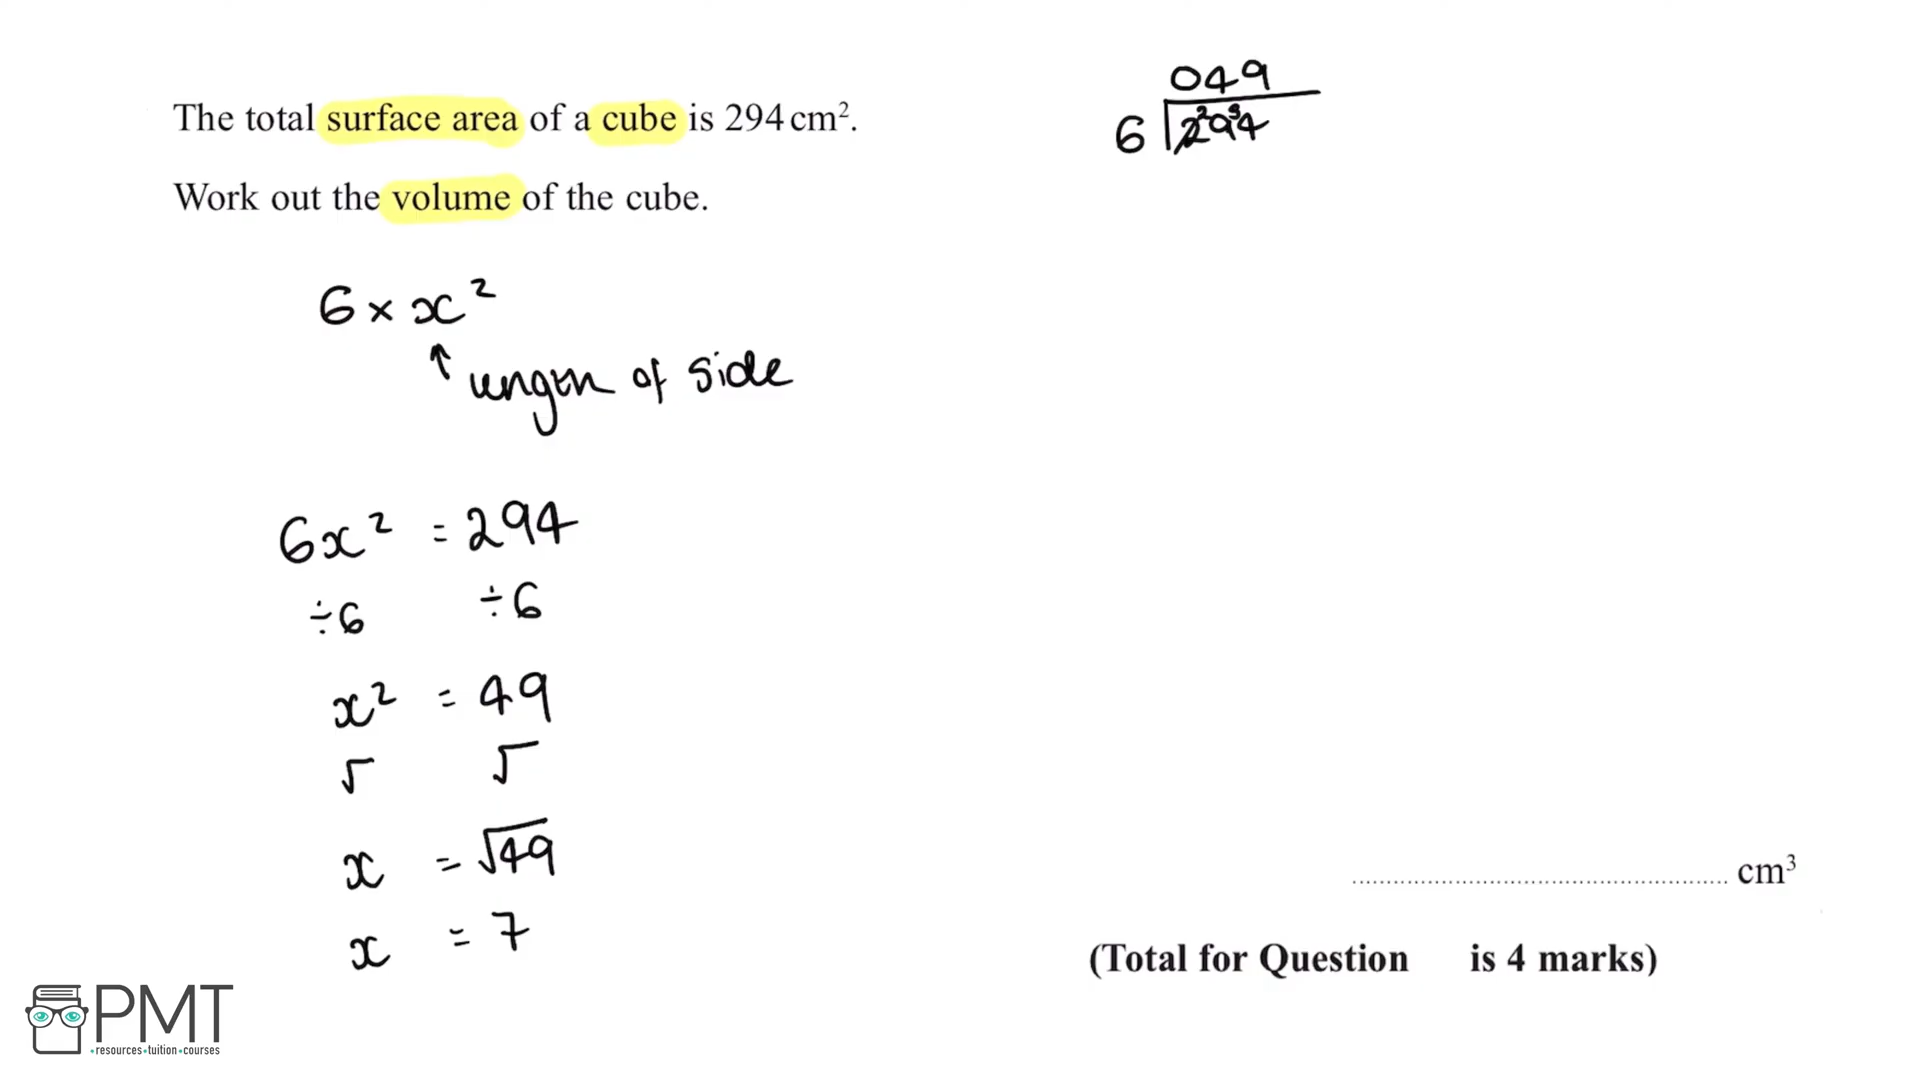 The total surface area of a cube is 294 cm².
Work out the volume of the cube.
6 × x²
↑ length of side
6x² = 294
÷6 ÷6
x² = 49
√ √
x = √49
x = 7
049
6 2²9³4
.......................................................... cm³
(Total for Question is 4 marks)
PMT
•resources•tuition•courses